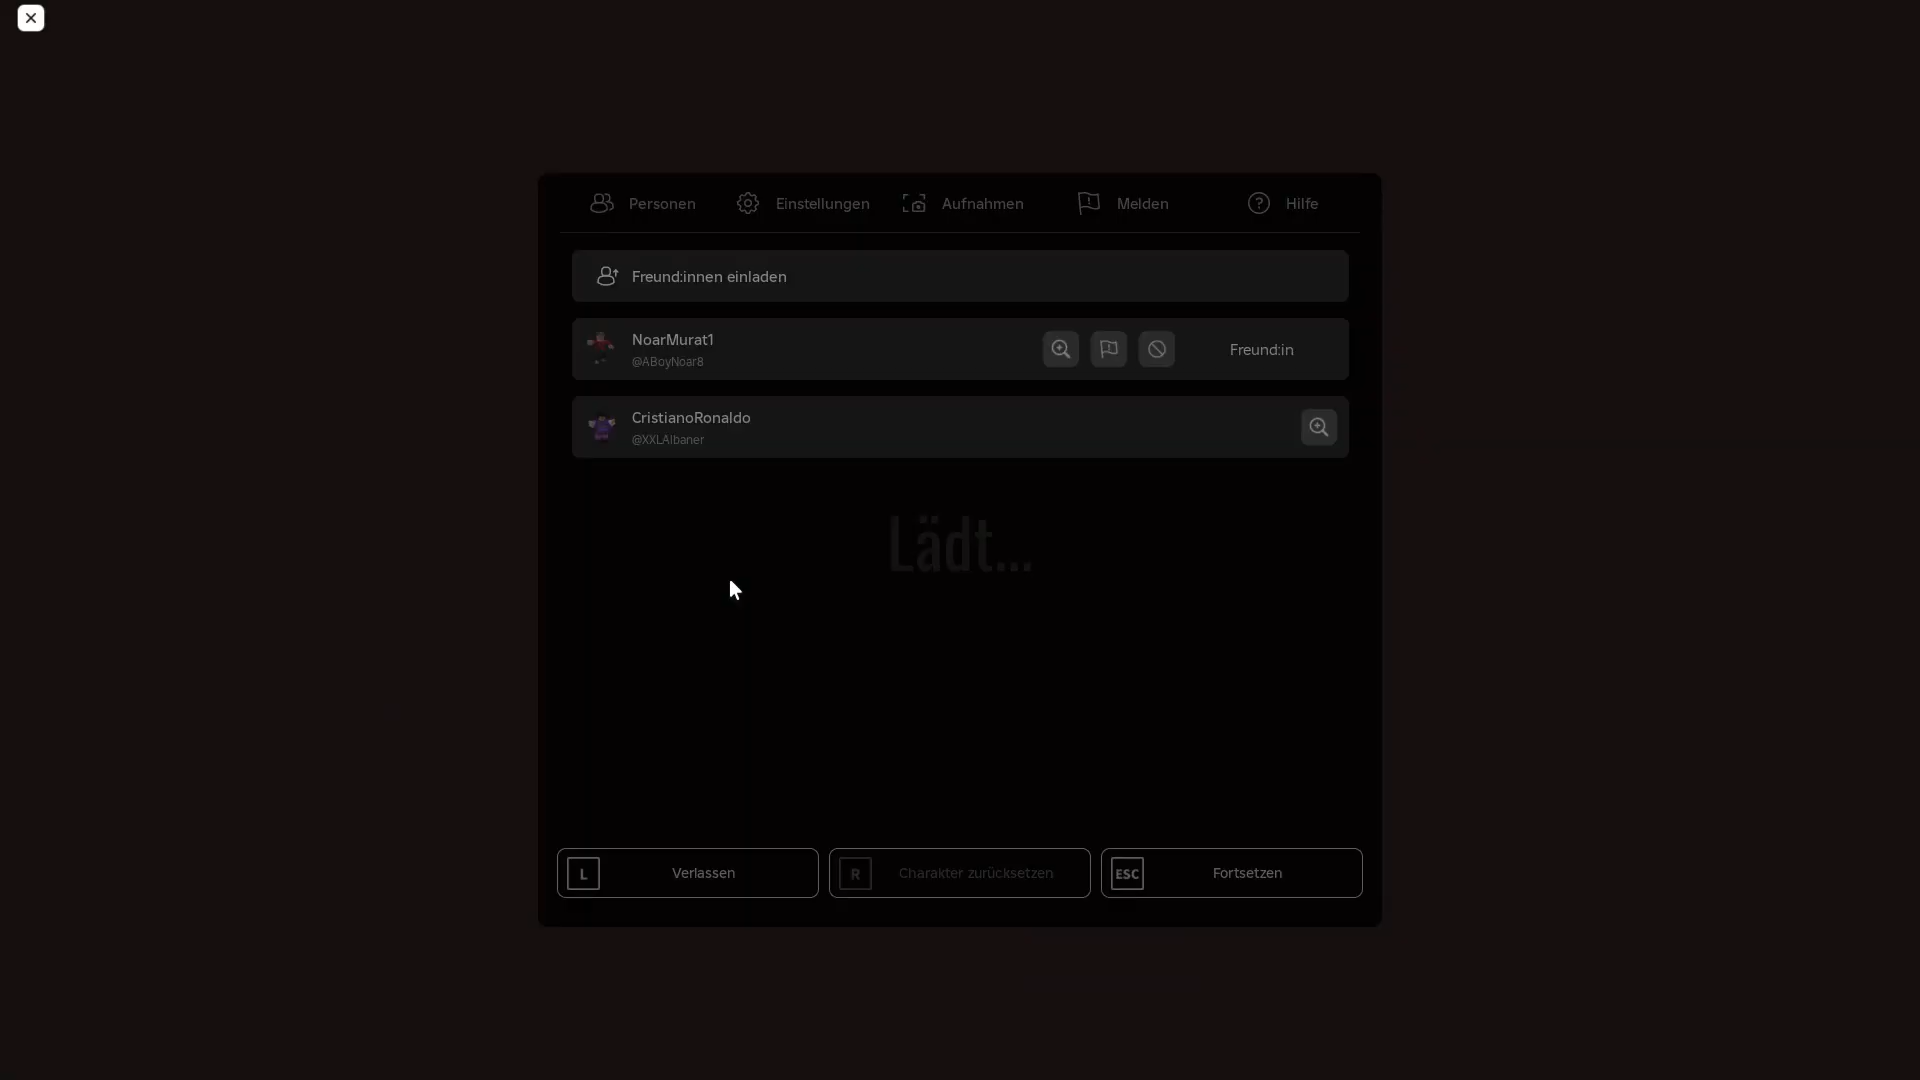 Personen Einstellungen Aufnahmen Melden Hilfe
Freund:innen einladen
NoarMurat1
@ABoyNoar8
Freund:in
CristianoRonaldo
@XXLAlbaner
Lädt...
L Verlassen R Charakter zurücksetzen ESC Fortsetzen